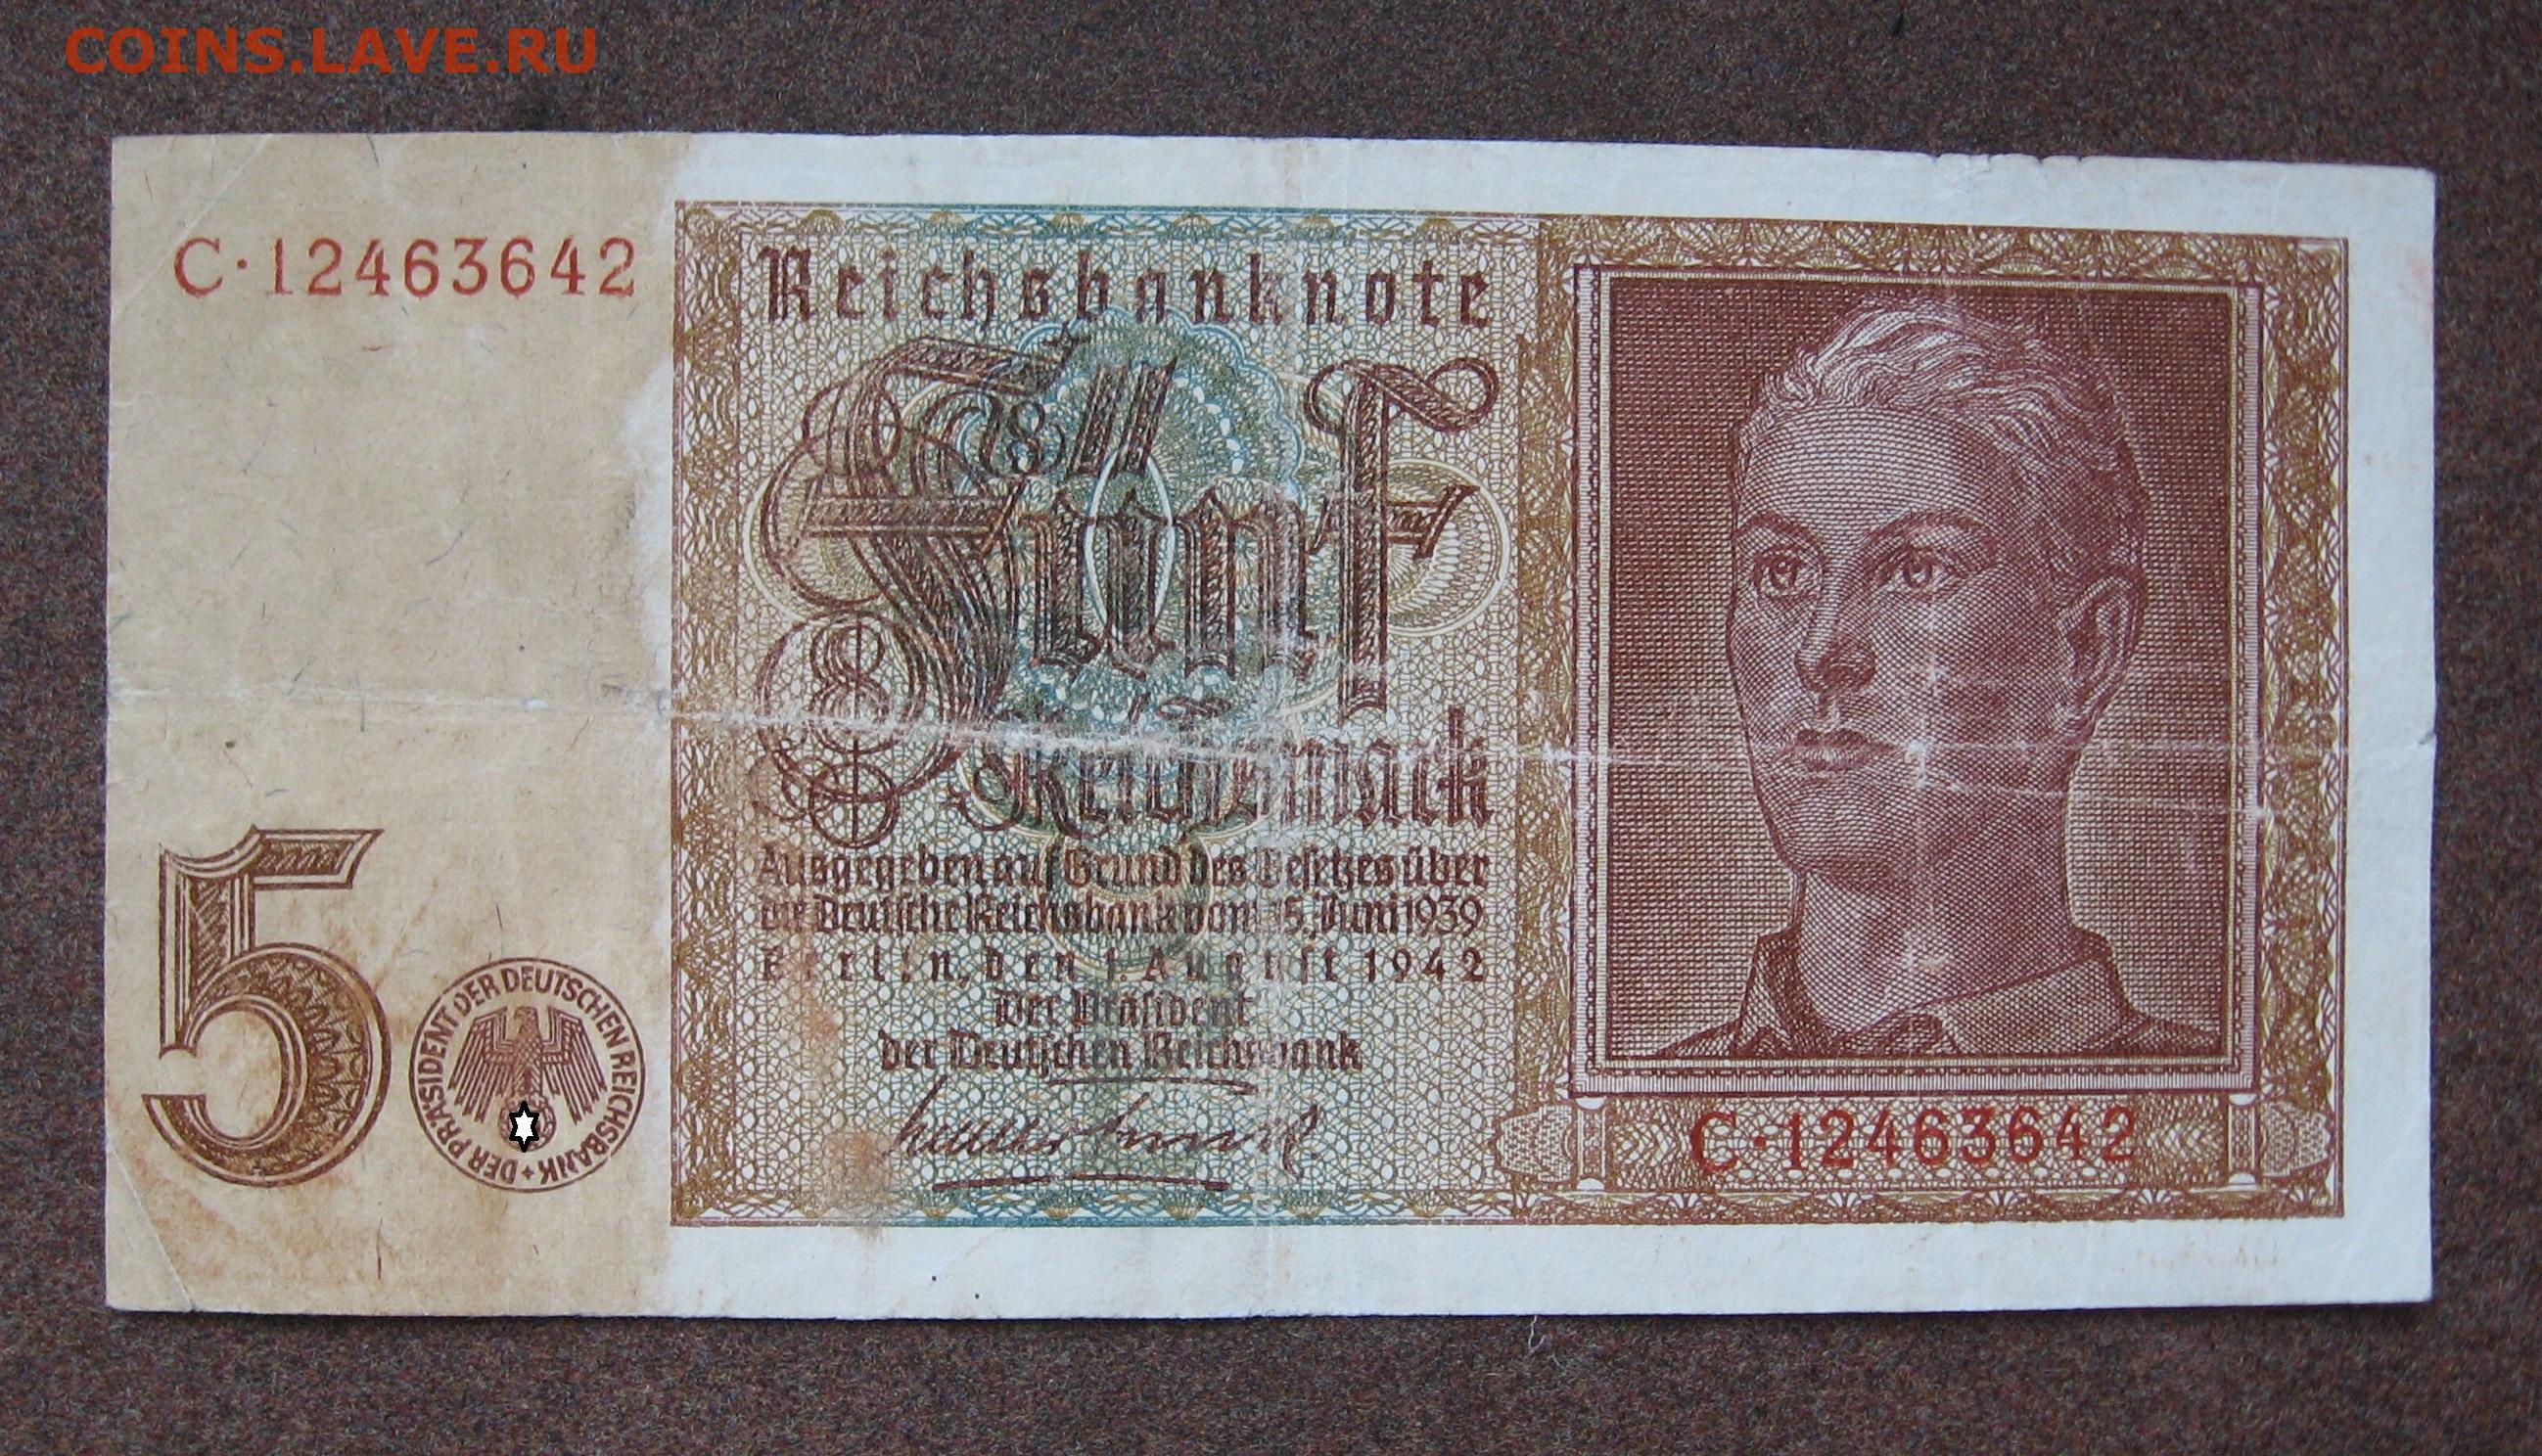 COINS.LAVE.RU
C·12463642
Reichsbanknote
Fünf
Reichsmark
Ausgegeben auf Grund des Gesetzes über
die Deutsche Reichsbank vom 15. Juni 1939
Berlin, den 1. August 1942
Der Präsident
der Deutschen Reichsbank
5
DER PRÄSIDENT DER DEUTSCHEN REICHSBANK
C·12463642